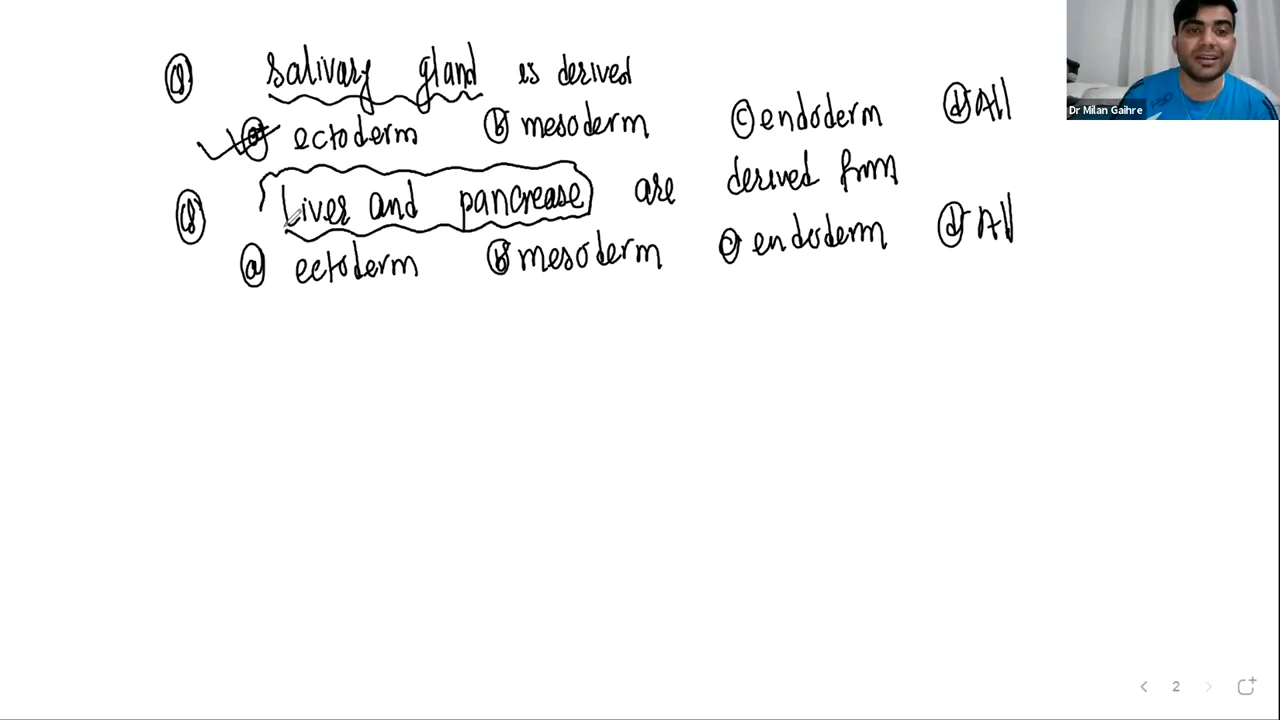 Q salivary gland is derived
a ectoderm b mesoderm c endoderm d All
Q Liver and pancrease are derived from
a ectoderm b mesoderm c endoderm d All
Dr Milan Gaihre
2